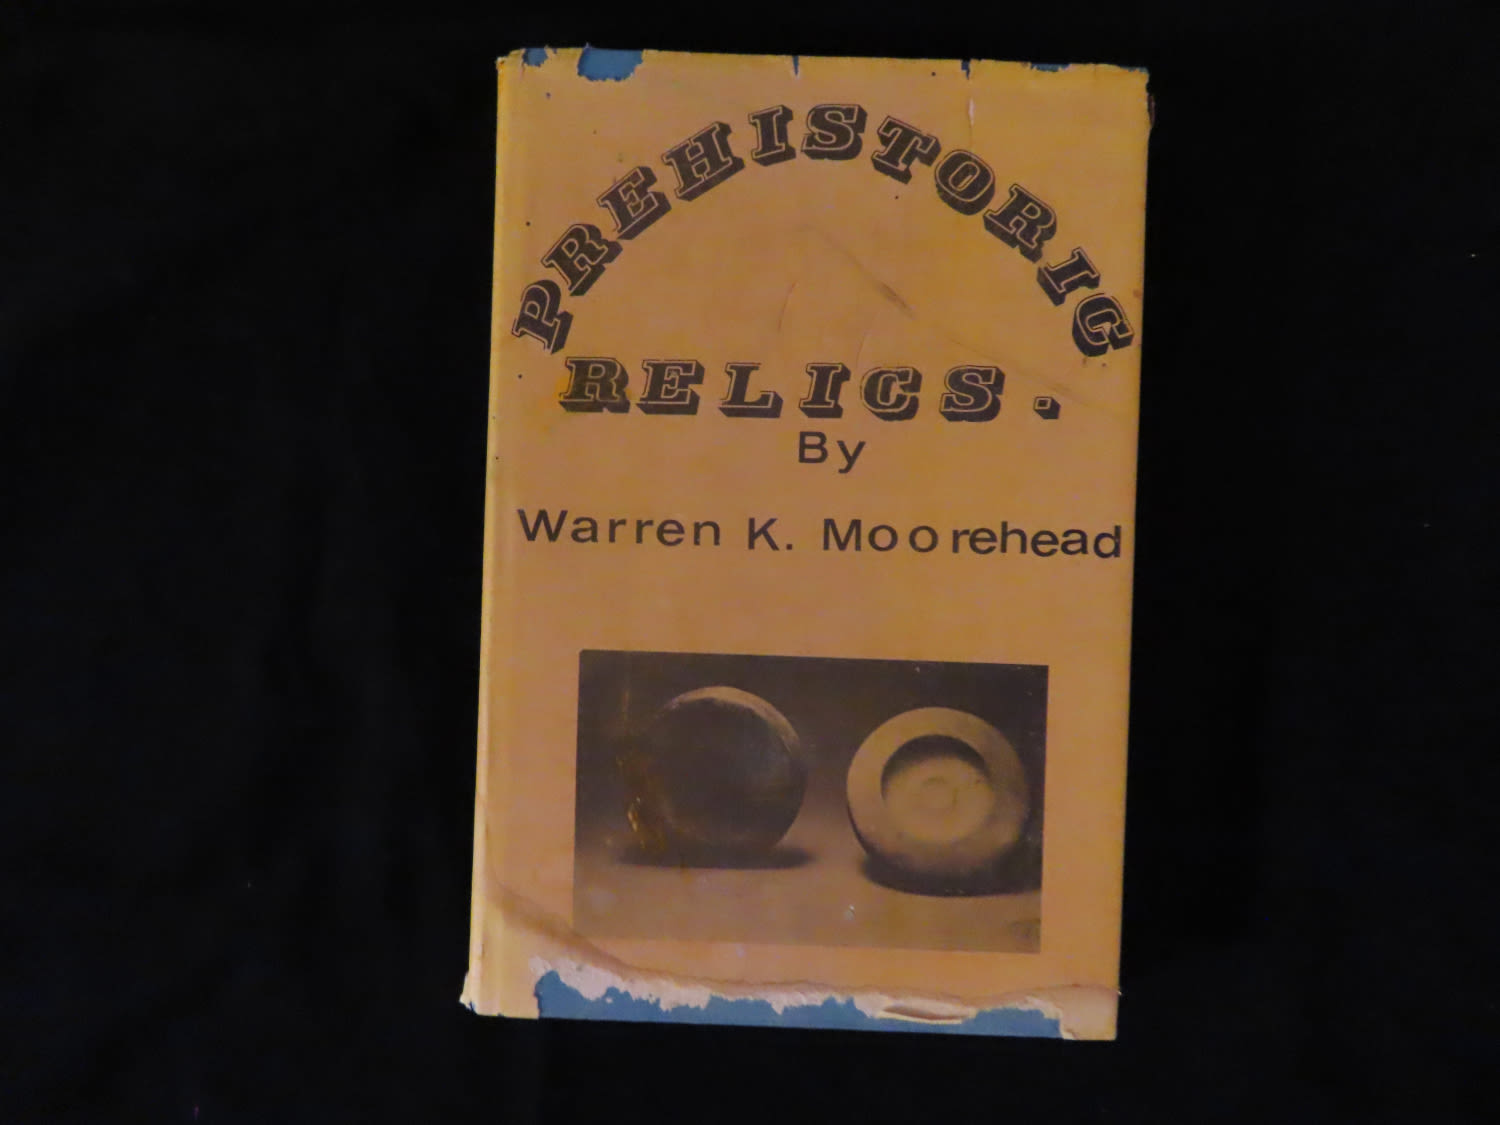 PREHISTORIC
RELICS.
By
Warren K. Moorehead